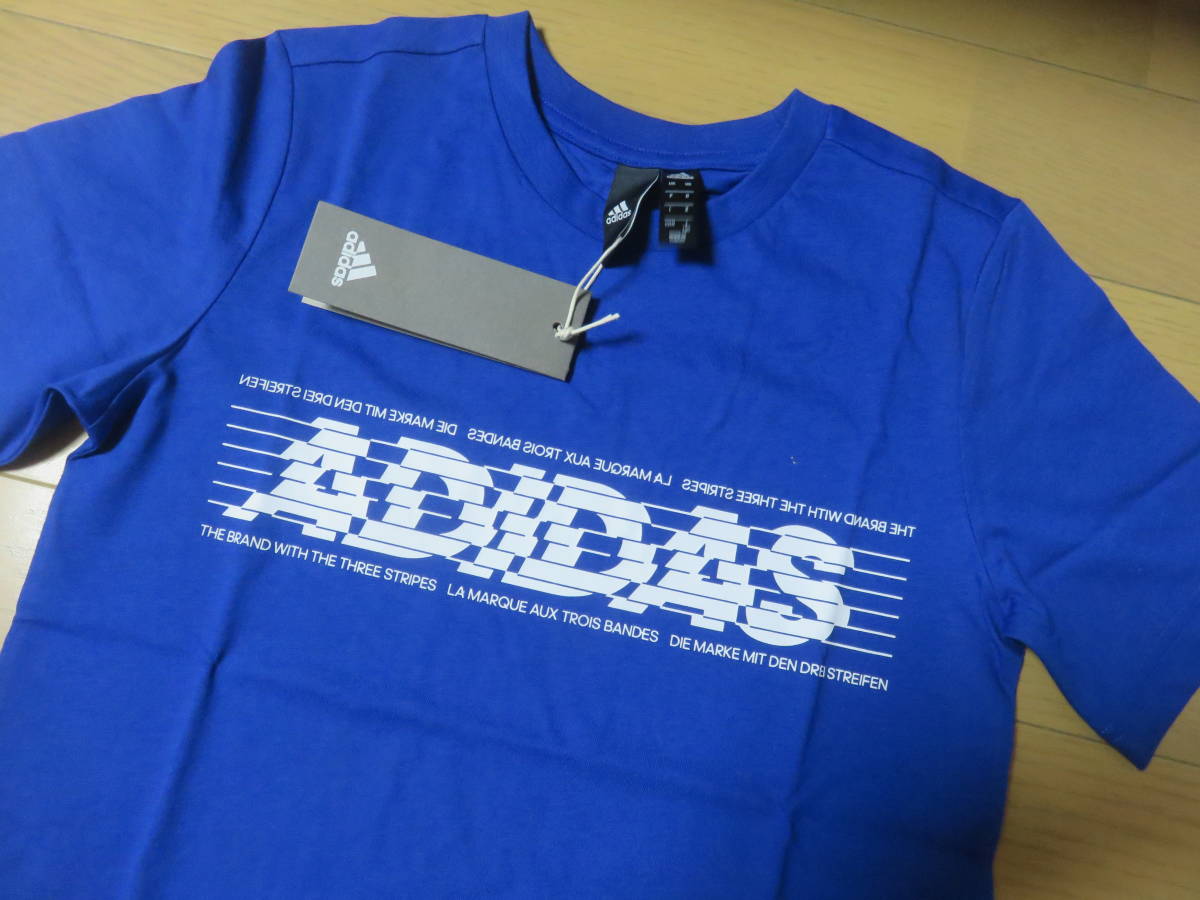 adidas
adidas
THE BRAND WITH THE THREE STRIPES LA MARQUE AUX TROIS BANDES DIE MARKE MIT DEN DREI STREIFEN
ADIDAS
THE BRAND WITH THE THREE STRIPES LA MARQUE AUX TROIS BANDES DIE MARKE MIT DEN DREI STREIFEN